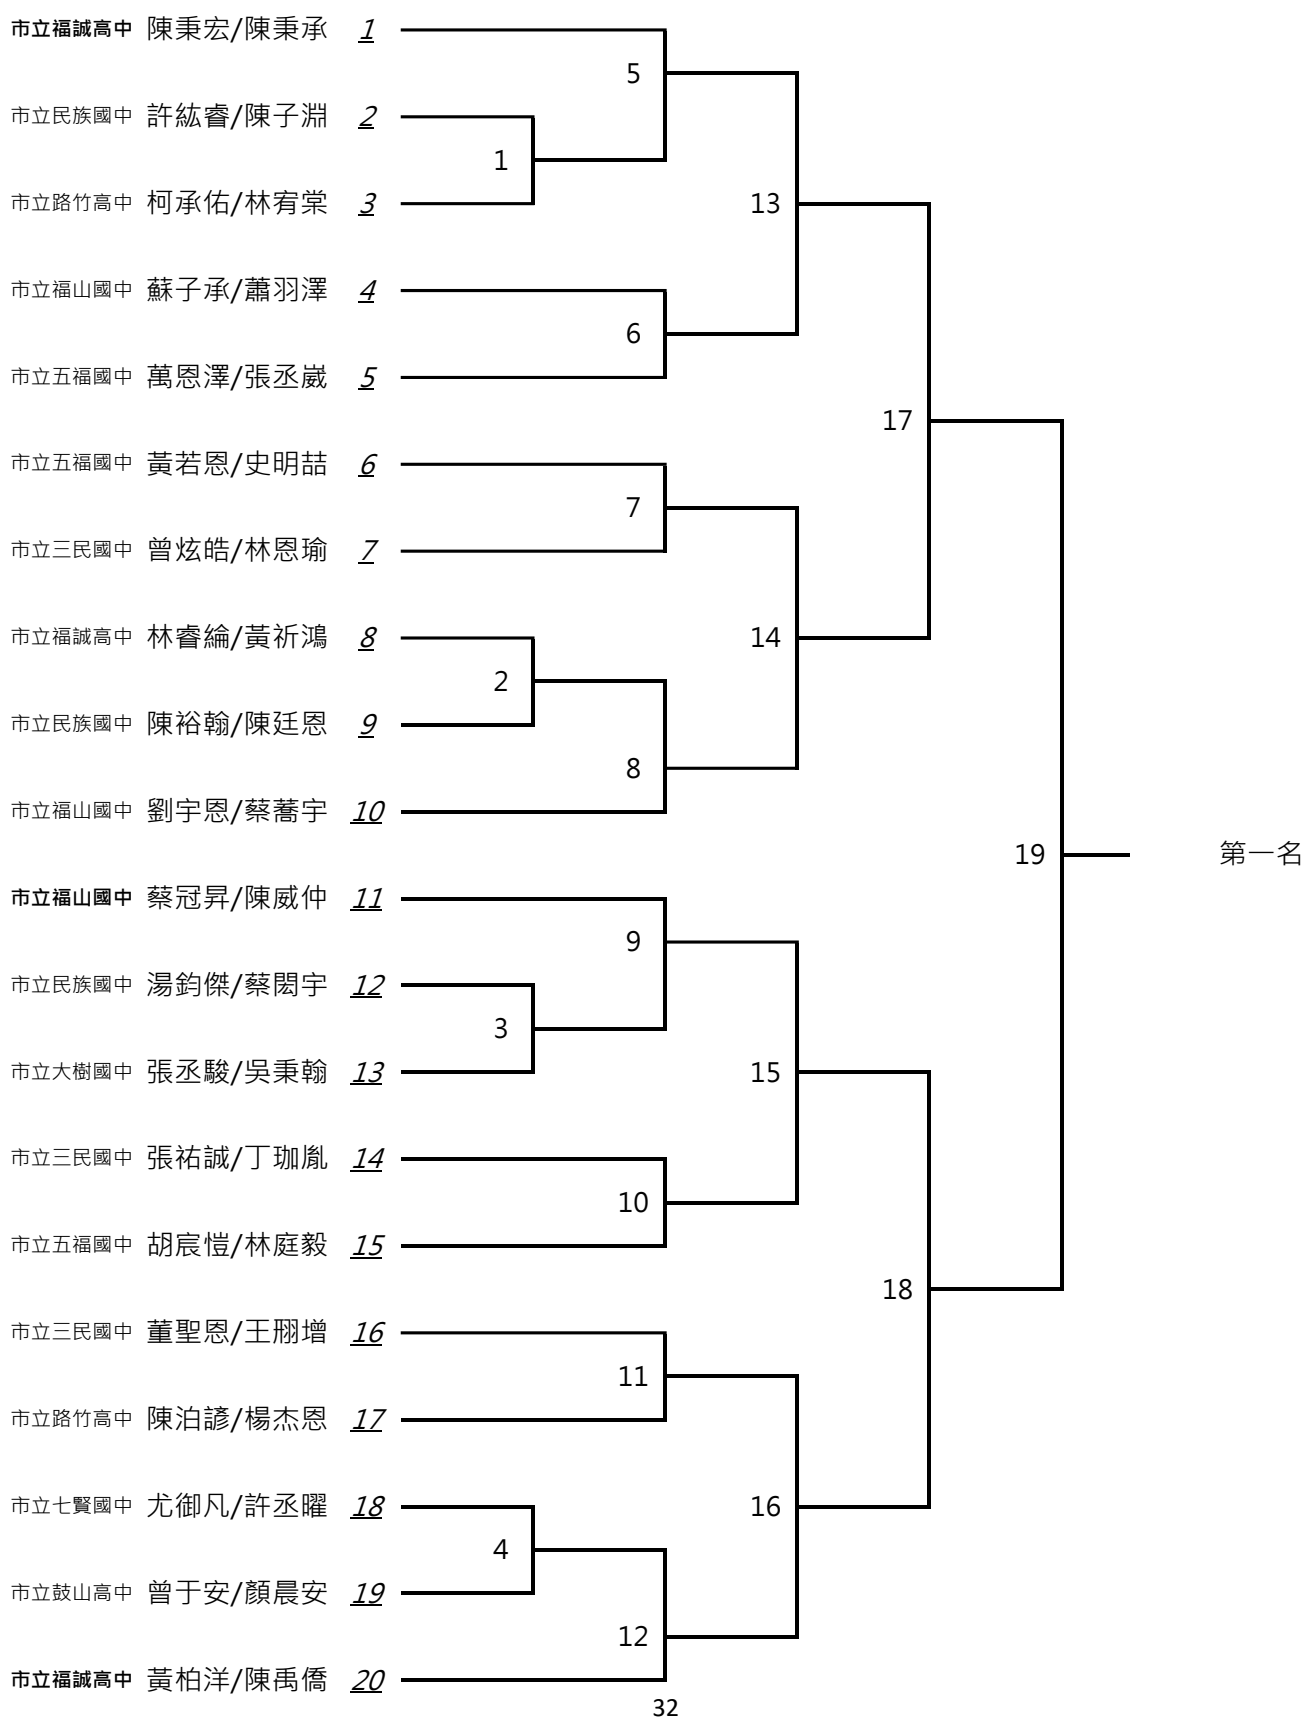 市立福誠高中 陳秉宏/陳秉承 1
5
市立民族國中 許紘睿/陳子淵 2
1
市立路竹高中 柯承佑/林宥棠 3
13
市立福山國中 蘇子承/蕭羽澤 4
6
市立五福國中 萬恩澤/張丞崴 5
17
市立五福國中 黃若恩/史明喆 6
7
市立三民國中 曾炫皓/林恩瑜 7
市立福誠高中 林睿綸/黃祈鴻 8
14
2
市立民族國中 陳裕翰/陳廷恩 9
8
市立福山國中 劉宇恩/蔡蕎宇 10
19 第一名
市立福山國中 蔡冠昇/陳威仲 11
9
市立民族國中 湯鈞傑/蔡閎宇 12
3
市立大樹國中 張丞駿/吳秉翰 13
15
市立三民國中 張祐誠/丁珈胤 14
10
市立五福國中 胡宸愷/林庭毅 15
18
市立三民國中 董聖恩/王翮增 16
11
市立路竹高中 陳泊諺/楊杰恩 17
市立七賢國中 尤御凡/許丞曜 18
16
4
市立鼓山高中 曾于安/顏晨安 19
12
市立福誠高中 黃柏洋/陳禹僑 20
32